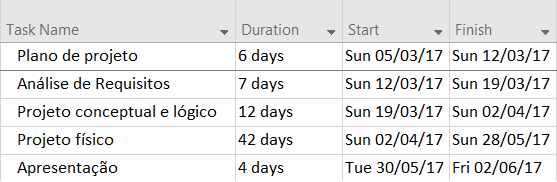 Task Name Duration Start Finish
Plano de projeto 6 days Sun 05/03/17 Sun 12/03/17
Análise de Requisitos 7 days Sun 12/03/17 Sun 19/03/17
Projeto conceptual e lógico 12 days Sun 19/03/17 Sun 02/04/17
Projeto físico 42 days Sun 02/04/17 Sun 28/05/17
Apresentação 4 days Tue 30/05/17 Fri 02/06/17